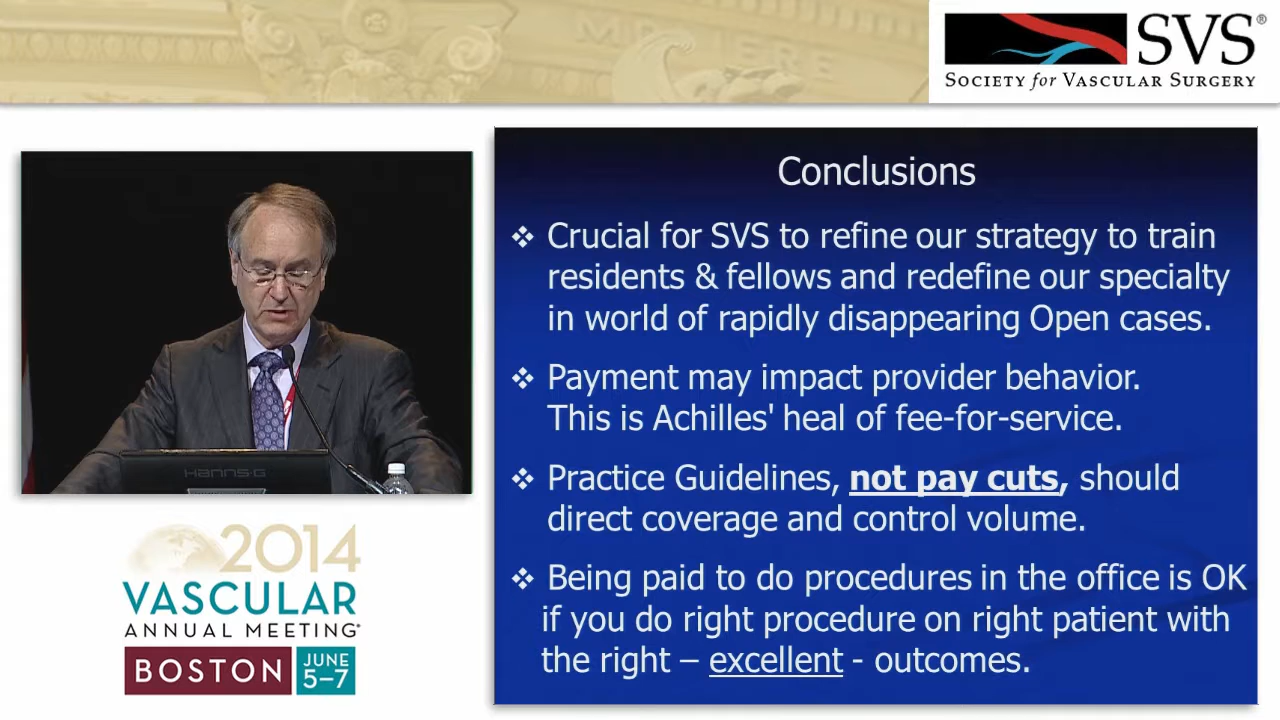 MOLIERE
SVS®
SOCIETY for VASCULAR SURGERY
Conclusions
❖ Crucial for SVS to refine our strategy to train
residents & fellows and redefine our specialty
in world of rapidly disappearing Open cases.
❖ Payment may impact provider behavior.
This is Achilles' heal of fee-for-service.
❖ Practice Guidelines, not pay cuts, should
direct coverage and control volume.
❖ Being paid to do procedures in the office is OK
if you do right procedure on right patient with
the right – excellent - outcomes.
HANNS·G
2014
VASCULAR
ANNUAL MEETING®
BOSTON
JUNE
5–7